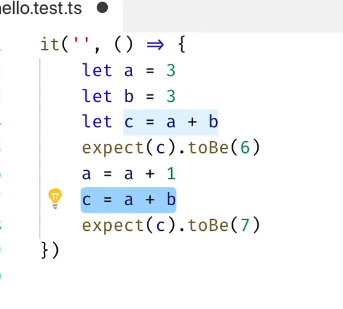 ello.test.ts
it('', () => {
let a = 3
let b = 3
let c = a + b
expect(c).toBe(6)
a = a + 1
c = a + b
expect(c).toBe(7)
})